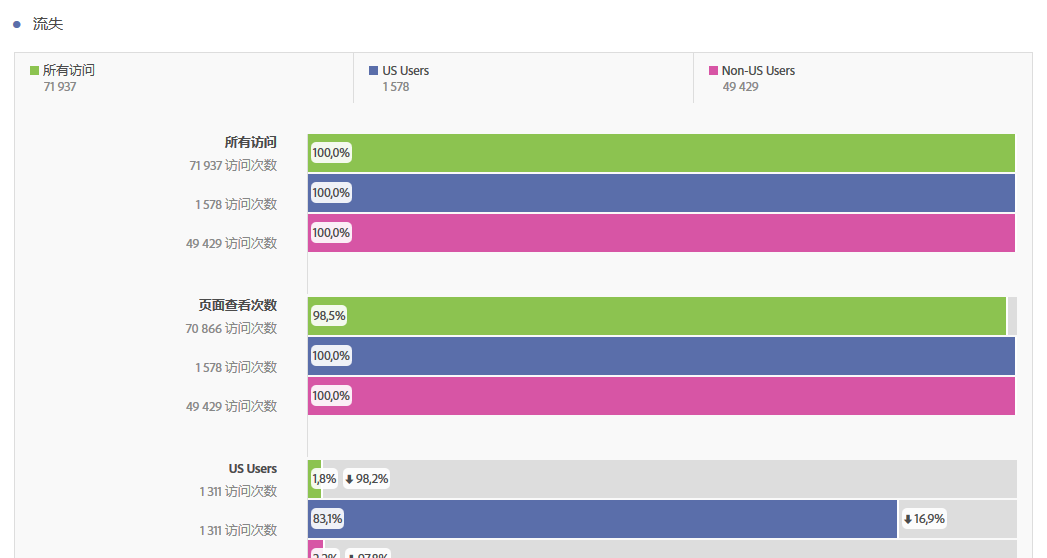 流失
所有访问
71 937
US Users
1 578
Non-US Users
49 429
所有访问
71 937 访问次数
1 578 访问次数
49 429 访问次数
100,0%
100,0%
100,0%
页面查看次数
70 866 访问次数
1 578 访问次数
49 429 访问次数
98,5%
100,0%
100,0%
US Users
1 311 访问次数
1 311 访问次数
1,8% 98,2%
83,1% 16,9%